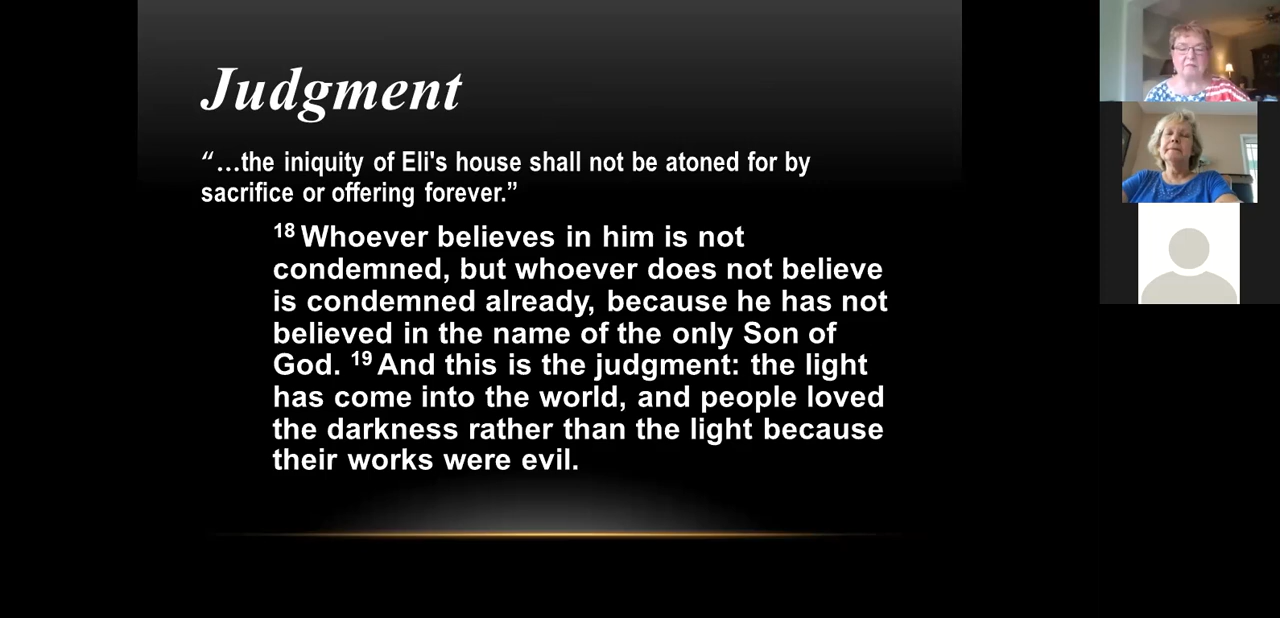 Judgment
“…the iniquity of Eli's house shall not be atoned for by
sacrifice or offering forever.”
18 Whoever believes in him is not
condemned, but whoever does not believe
is condemned already, because he has not
believed in the name of the only Son of
God. 19 And this is the judgment: the light
has come into the world, and people loved
the darkness rather than the light because
their works were evil.